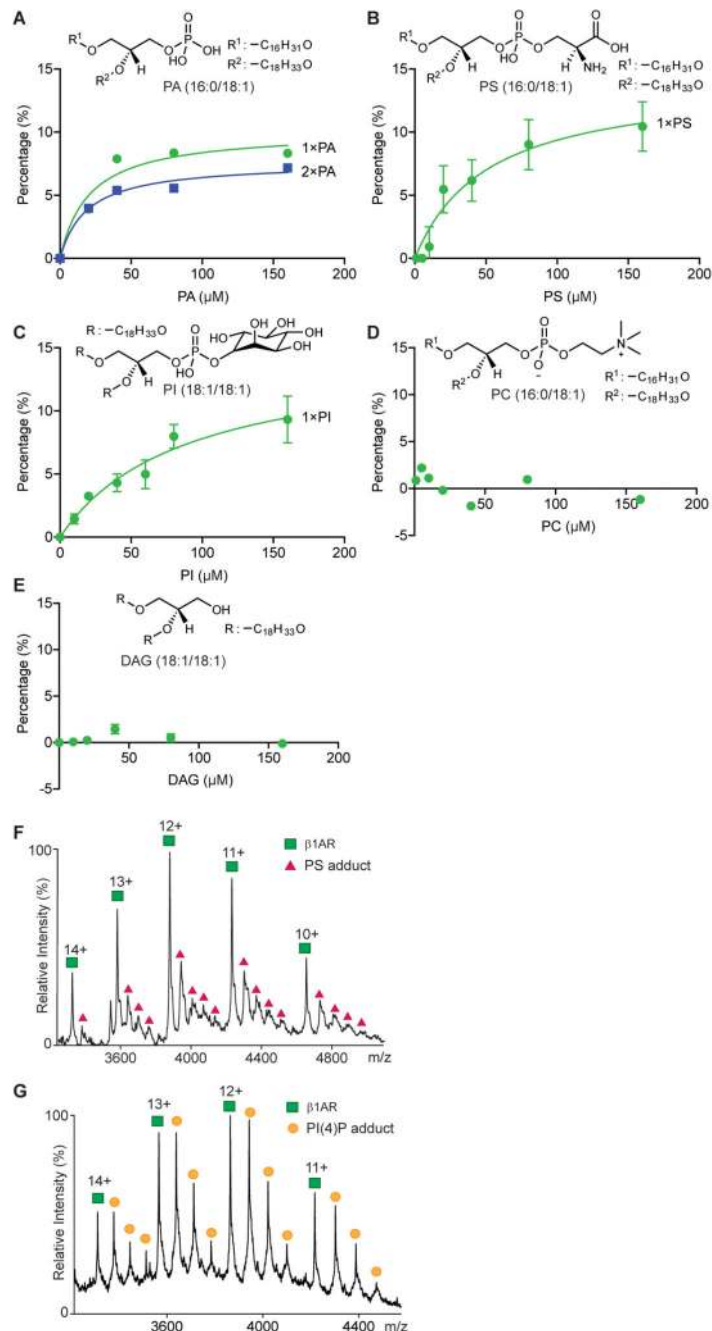 A
R¹
O
O
R²
H
O
P
O
OH
OH
R¹: –C₁₆H₃₁O
R²: –C₁₈H₃₃O
PA (16:0/18:1)
Percentage (%)
15
10
5
0
1×PA
2×PA
0 50 100 150 200
PA (µM)
B
R¹
O
O
R²
H
O
P
O
HO
O
O
OH
H
NH₂
R¹: –C₁₆H₃₁O
R²: –C₁₈H₃₃O
PS (16:0/18:1)
Percentage (%)
15
10
5
0
1×PS
0 50 100 150 200
PS (µM)
C
R: –C₁₈H₃₃O
R
O
O
R
H
O
P
O
HO
O
OH
HO
OH
OH
OH
PI (18:1/18:1)
Percentage (%)
15
10
5
0
1×PI
0 50 100 150 200
PI (µM)
D
R¹
O
O
R²
H
O
P
O
O
−
O
N
+
R¹: –C₁₆H₃₁O
R²: –C₁₈H₃₃O
PC (16:0/18:1)
Percentage (%)
15
10
5
0
-5
50 100 150 200
PC (µM)
E
R
O
O
R
H
OH
R: –C₁₈H₃₃O
DAG (18:1/18:1)
Percentage (%)
15
10
5
0
-5
50 100 150 200
DAG (µM)
F
Relative Intensity (%)
100
0
14+
13+
12+
11+
10+
β1AR
PS adduct
3600 4000 4400 4800 m/z
G
Relative Intensity (%)
100
0
14+
13+
12+
11+
β1AR
PI(4)P adduct
3600 4000 4400 m/z